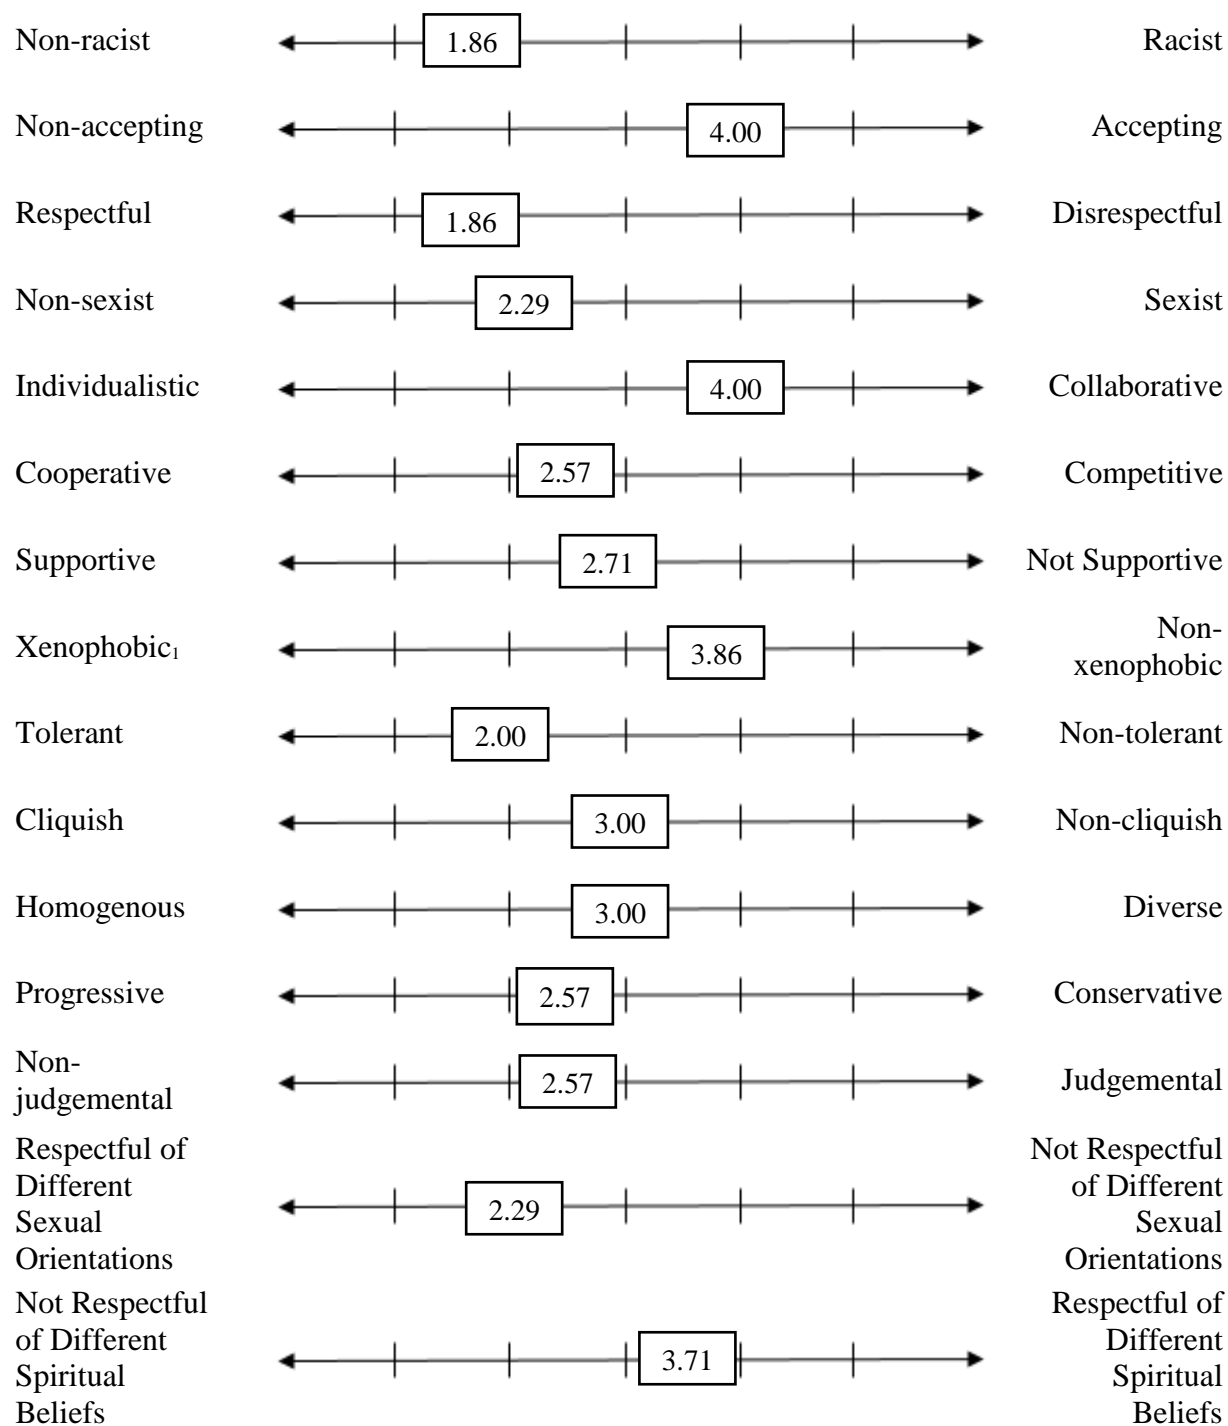 Non-racist 1.86 Racist
Non-accepting 4.00 Accepting
Respectful 1.86 Disrespectful
Non-sexist 2.29 Sexist
Individualistic 4.00 Collaborative
Cooperative 2.57 Competitive
Supportive 2.71 Not Supportive
Xenophobic1 3.86 Non-
xenophobic
Tolerant 2.00 Non-tolerant
Cliquish 3.00 Non-cliquish
Homogenous 3.00 Diverse
Progressive 2.57 Conservative
Non-
judgemental
2.57
Judgemental
Respectful of
Different
Sexual
Orientations
2.29
Not Respectful
of Different
Sexual
Orientations
Not Respectful
of Different
Spiritual
Beliefs
3.71
Respectful of
Different
Spiritual
Beliefs